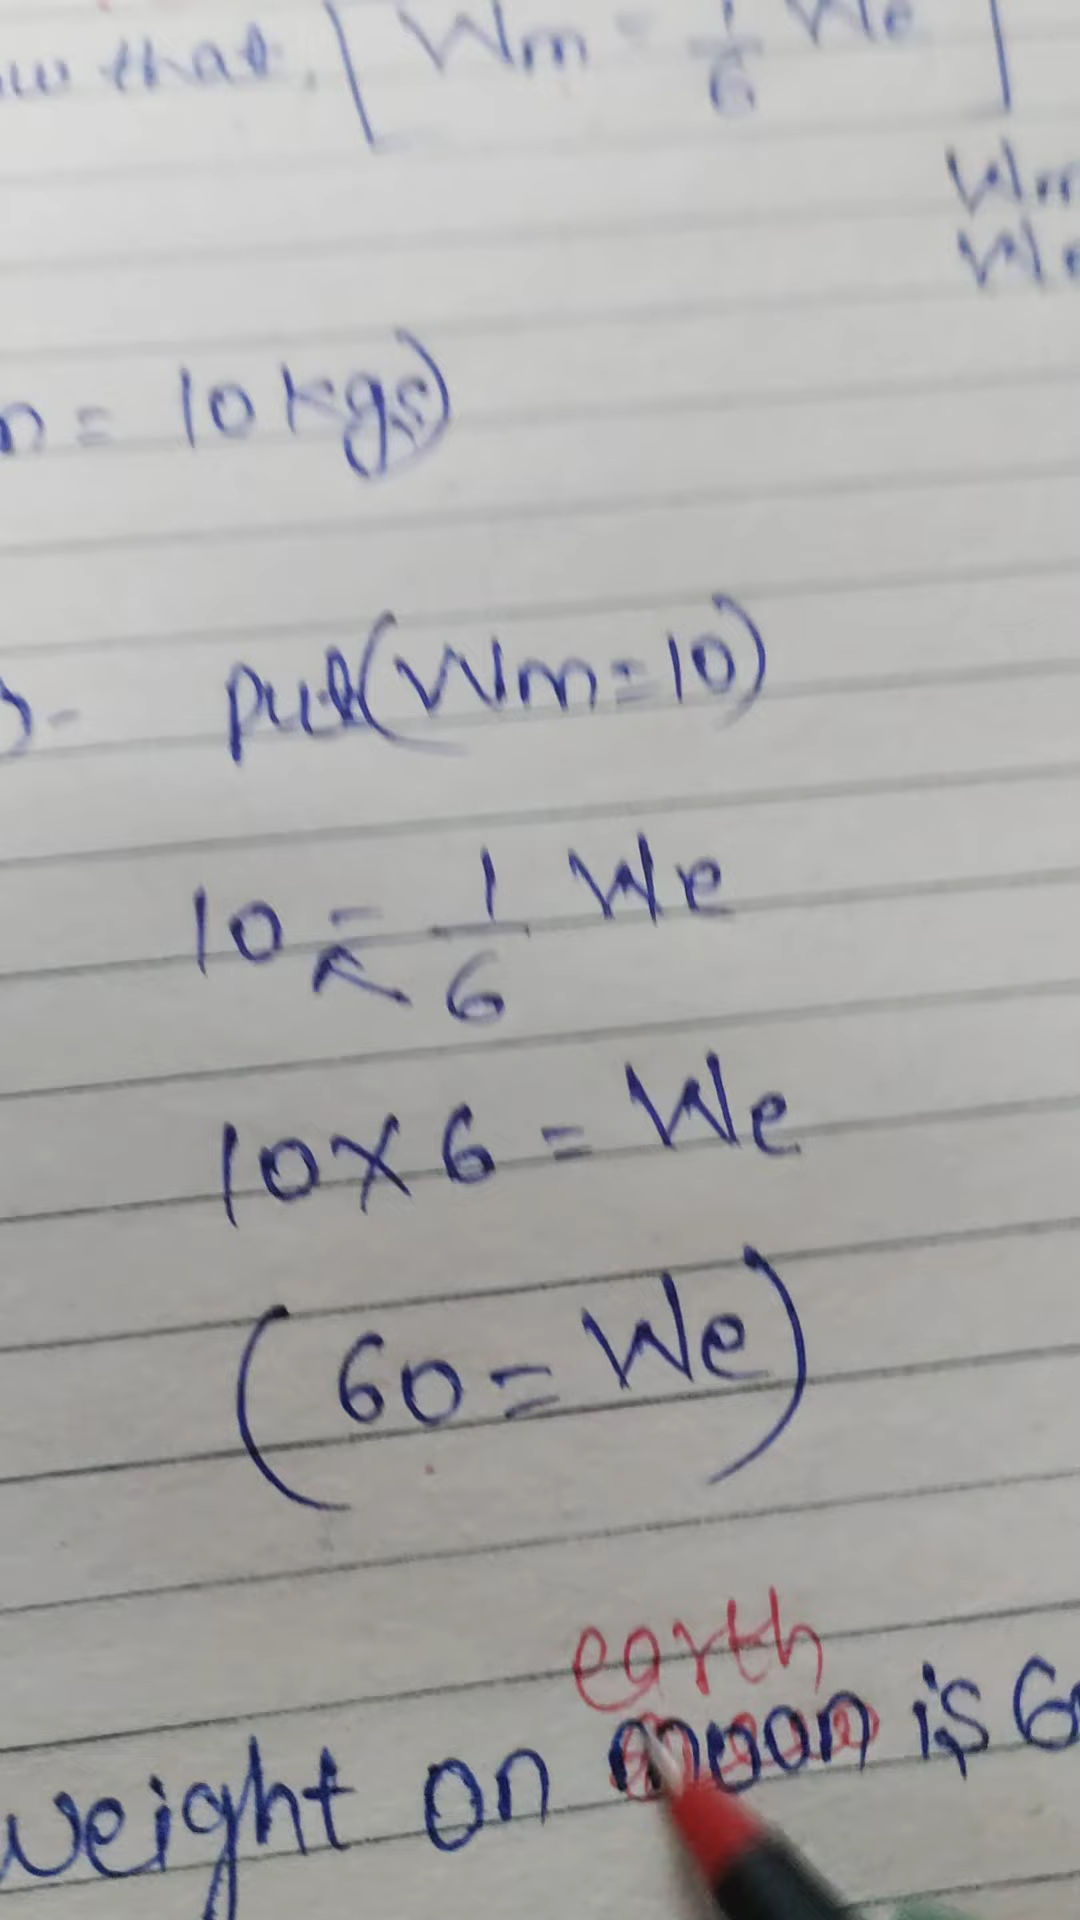 that. [Wm = 1/6 We]
= 10 kgs)
put (Wm = 10)
10 = 1/6 We
10 × 6 = We
(60 = We)
earth
weight on moon is